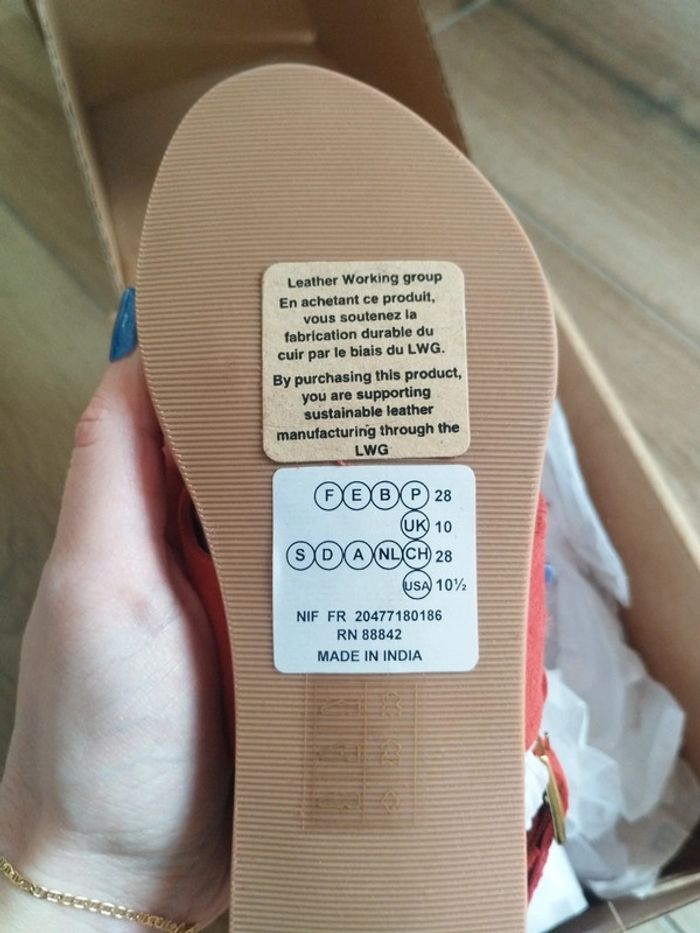 Leather Working group
En achetant ce produit,
vous soutenez la
fabrication durable du
cuir par le biais du LWG.
By purchasing this product,
you are supporting
sustainable leather
manufacturing through the
LWG
F E B P 28
UK 10
S D A NL CH 28
USA 10½
NIF FR 20477180186
RN 88842
MADE IN INDIA